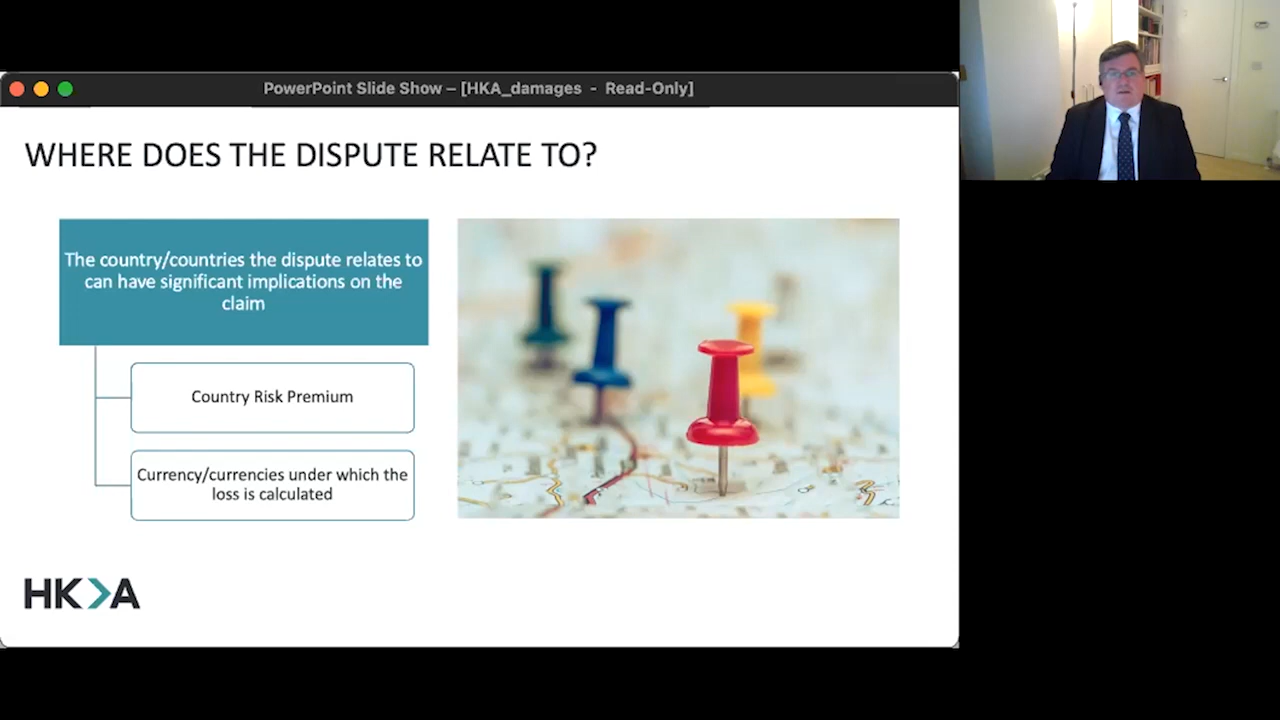 PowerPoint Slide Show – [HKA_damages - Read-Only]
WHERE DOES THE DISPUTE RELATE TO?
The country/countries the dispute relates to
can have significant implications on the
claim
Country Risk Premium
Currency/currencies under which the
loss is calculated
HKA